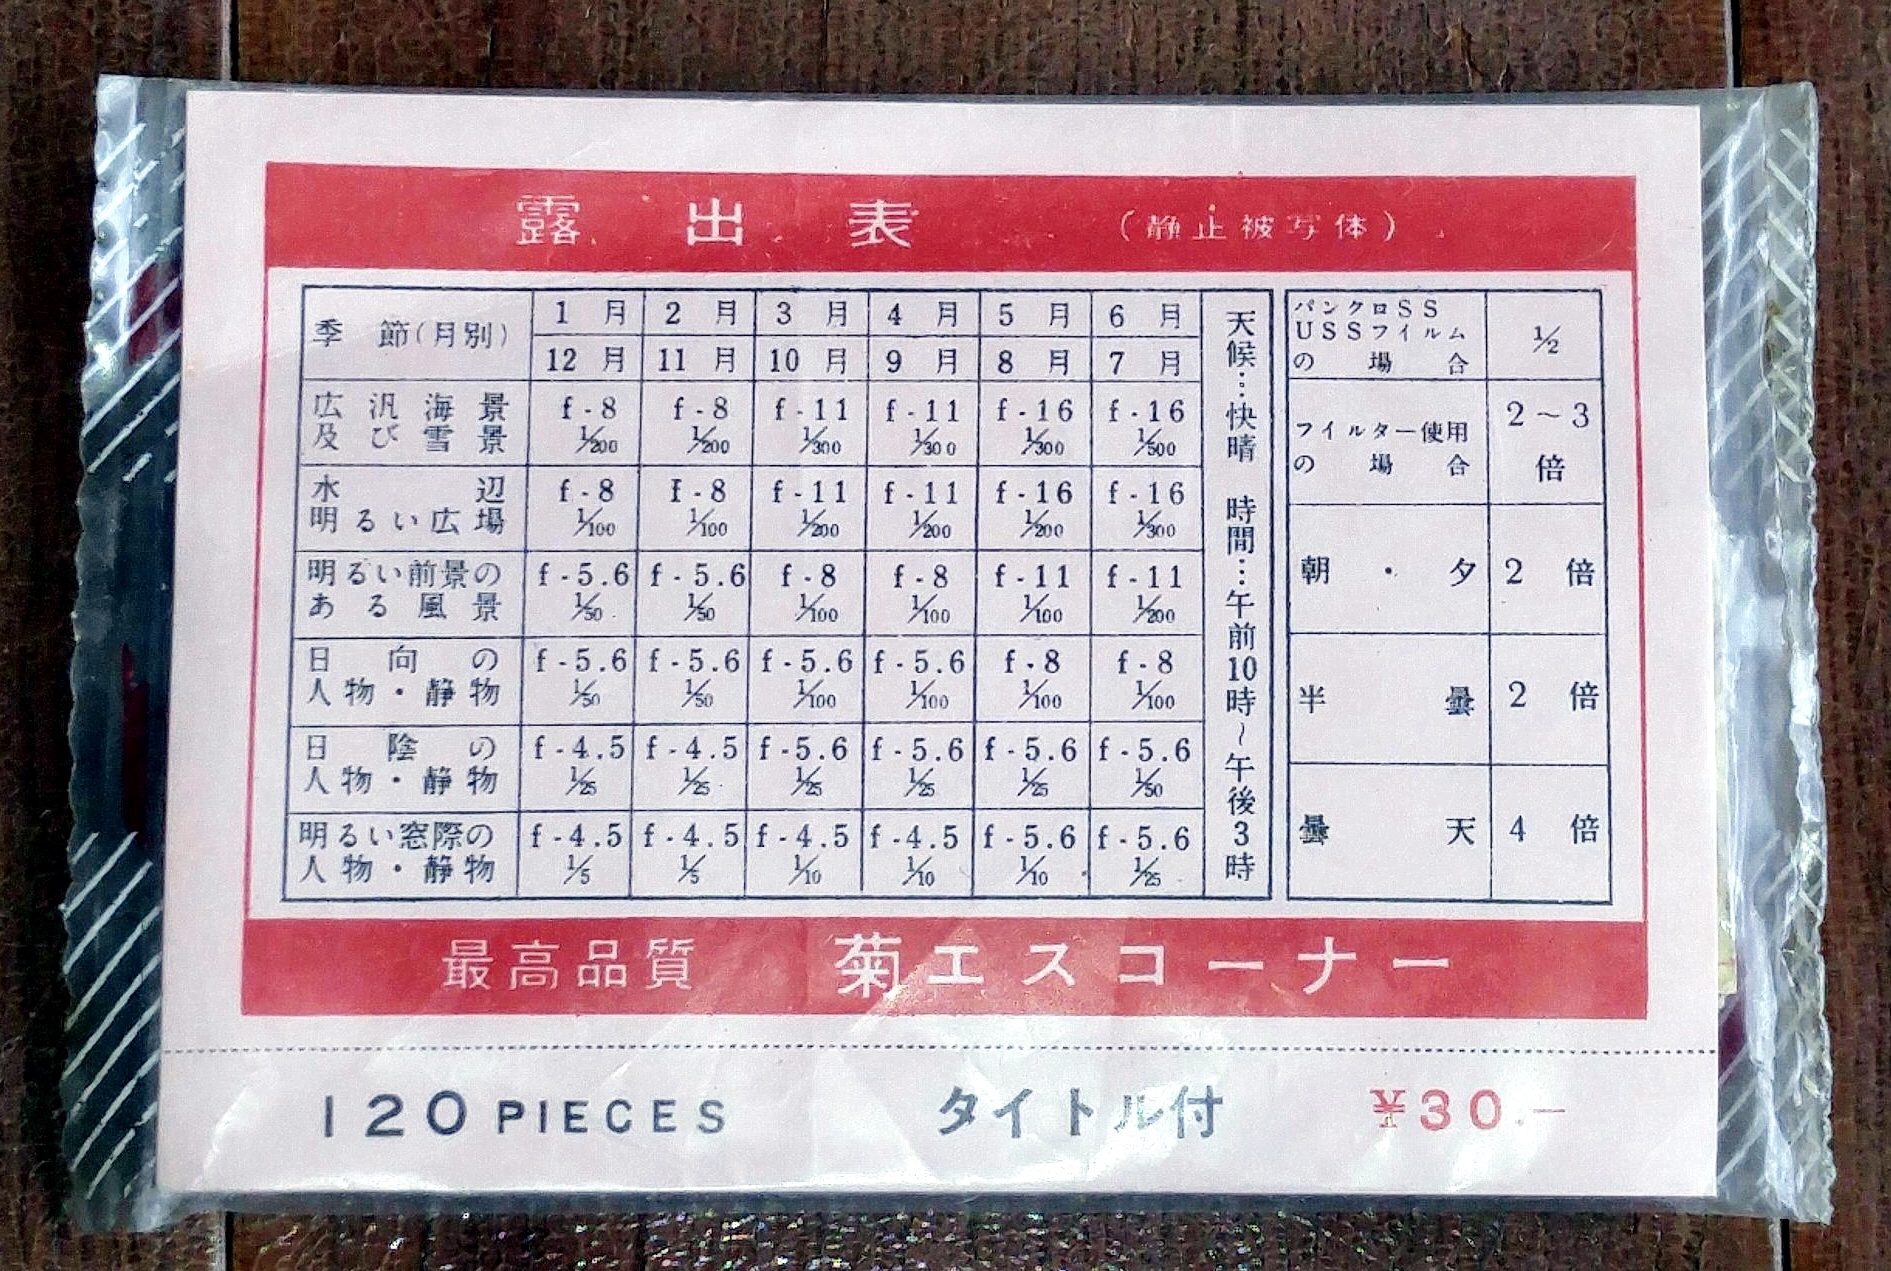 露出表 (静止被写体)
季節(月別) 1月 2月 3月 4月 5月 6月
12月 11月 10月 9月 8月 7月
広汎海景 f-8 f-8 f-11 f-11 f-16 f-16
及び雪景 1/200 1/200 1/300 1/300 1/300 1/500
水辺 f-8 f-8 f-11 f-11 f-16 f-16
明るい広場 1/100 1/100 1/200 1/200 1/200 1/300
明るい前景の f-5.6 f-5.6 f-8 f-8 f-11 f-11
ある風景 1/50 1/50 1/100 1/100 1/100 1/200
日向の f-5.6 f-5.6 f-5.6 f-5.6 f-8 f-8
人物・静物 1/50 1/50 1/100 1/100 1/100 1/100
日陰の f-4.5 f-4.5 f-5.6 f-5.6 f-5.6 f-5.6
人物・静物 1/25 1/25 1/25 1/25 1/25 1/50
明るい窓際の f-4.5 f-4.5 f-4.5 f-4.5 f-5.6 f-5.6
人物・静物 1/5 1/5 1/10 1/10 1/10 1/25
天候…快晴 時間…午前10時~午後3時
パンクロSS
USSフイルム 1/2
の場合
2~3
フイルター使用
の場合 倍
朝・夕 2倍
半曇 2倍
曇天 4倍
最高品質 菊エスコーナー
120 PIECES タイトル付 ¥30.—